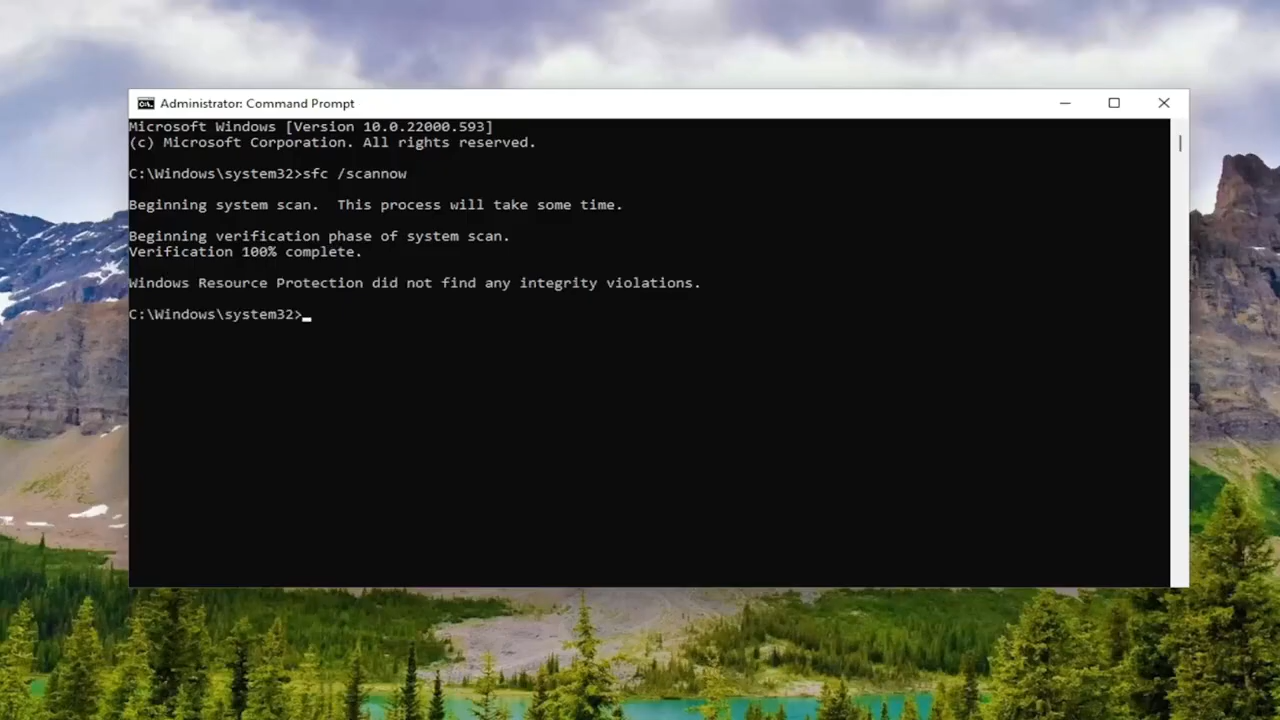 Administrator: Command Prompt
Microsoft Windows [Version 10.0.22000.593]
(c) Microsoft Corporation. All rights reserved.
C:\Windows\system32>sfc /scannow
Beginning system scan.  This process will take some time.
Beginning verification phase of system scan.
Verification 100% complete.
Windows Resource Protection did not find any integrity violations.
C:\Windows\system32>